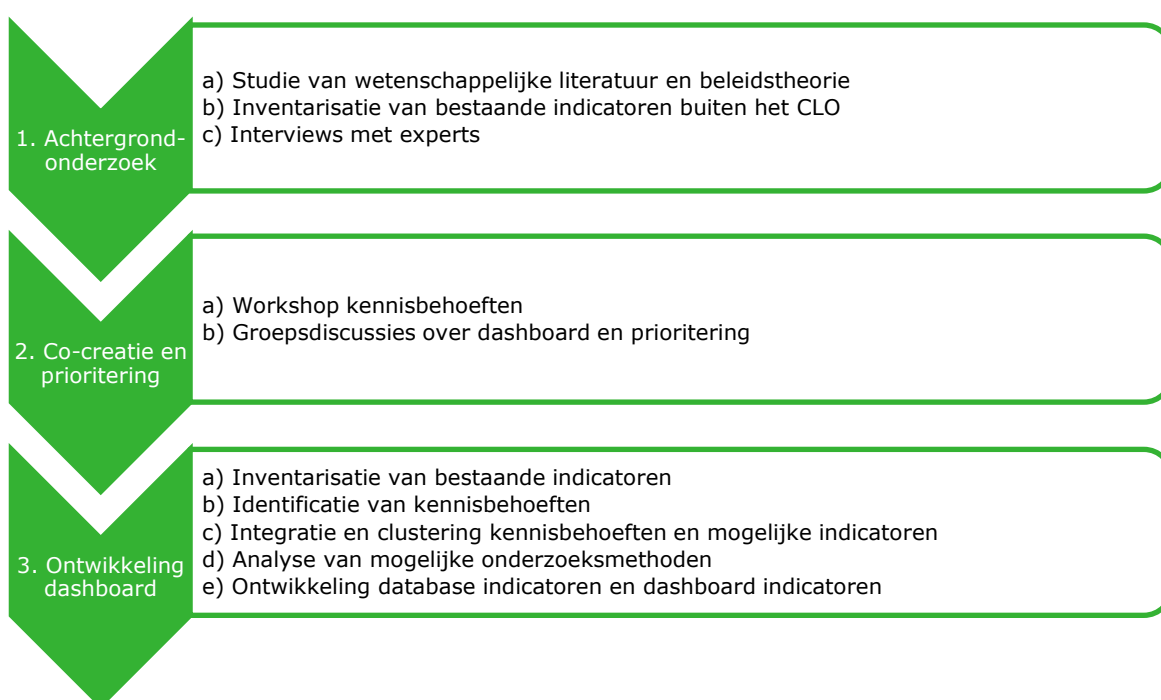 1. Achtergrond-
onderzoek
a) Studie van wetenschappelijke literatuur en beleidstheorie
b) Inventarisatie van bestaande indicatoren buiten het CLO
c) Interviews met experts
2. Co-creatie en
prioritering
a) Workshop kennisbehoeften
b) Groepsdiscussies over dashboard en prioritering
3. Ontwikkeling
dashboard
a) Inventarisatie van bestaande indicatoren
b) Identificatie van kennisbehoeften
c) Integratie en clustering kennisbehoeften en mogelijke indicatoren
d) Analyse van mogelijke onderzoeksmethoden
e) Ontwikkeling database indicatoren en dashboard indicatoren